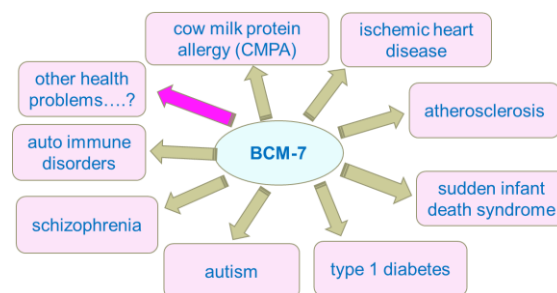 cow milk protein
allergy (CMPA)
ischemic heart
disease
other health
problems....?
atherosclerosis
auto immune
disorders
BCM-7
sudden infant
death syndrome
schizophrenia
autism
type 1 diabetes